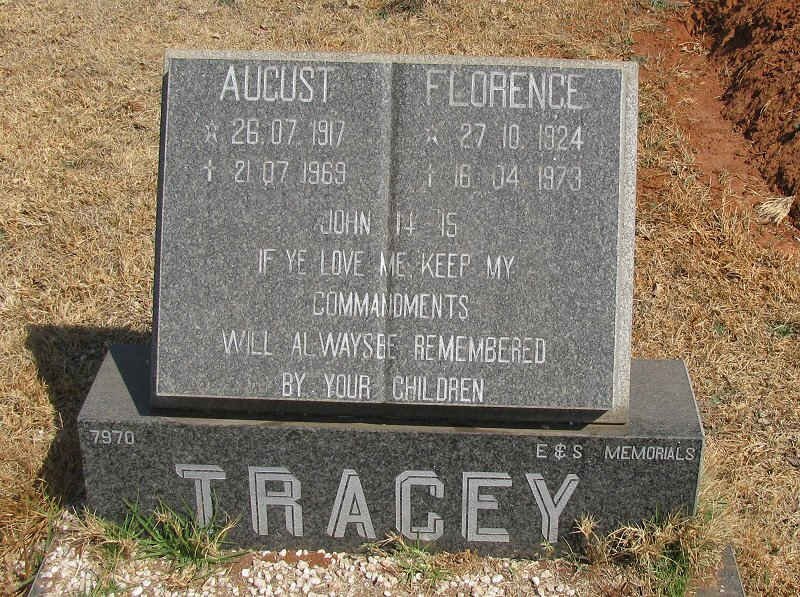 AUGUST FLORENCE
☆ 26 07 1917 ☆ 27 10 1924
† 21 07 1969 † 16 04 1973
JOHN 14 15
IF YE LOVE ME, KEEP MY
COMMANDMENTS
WILL ALWAYSBE REMEMBERED
BY YOUR CHILDREN
7970 E&S MEMORIALS
TRACEY